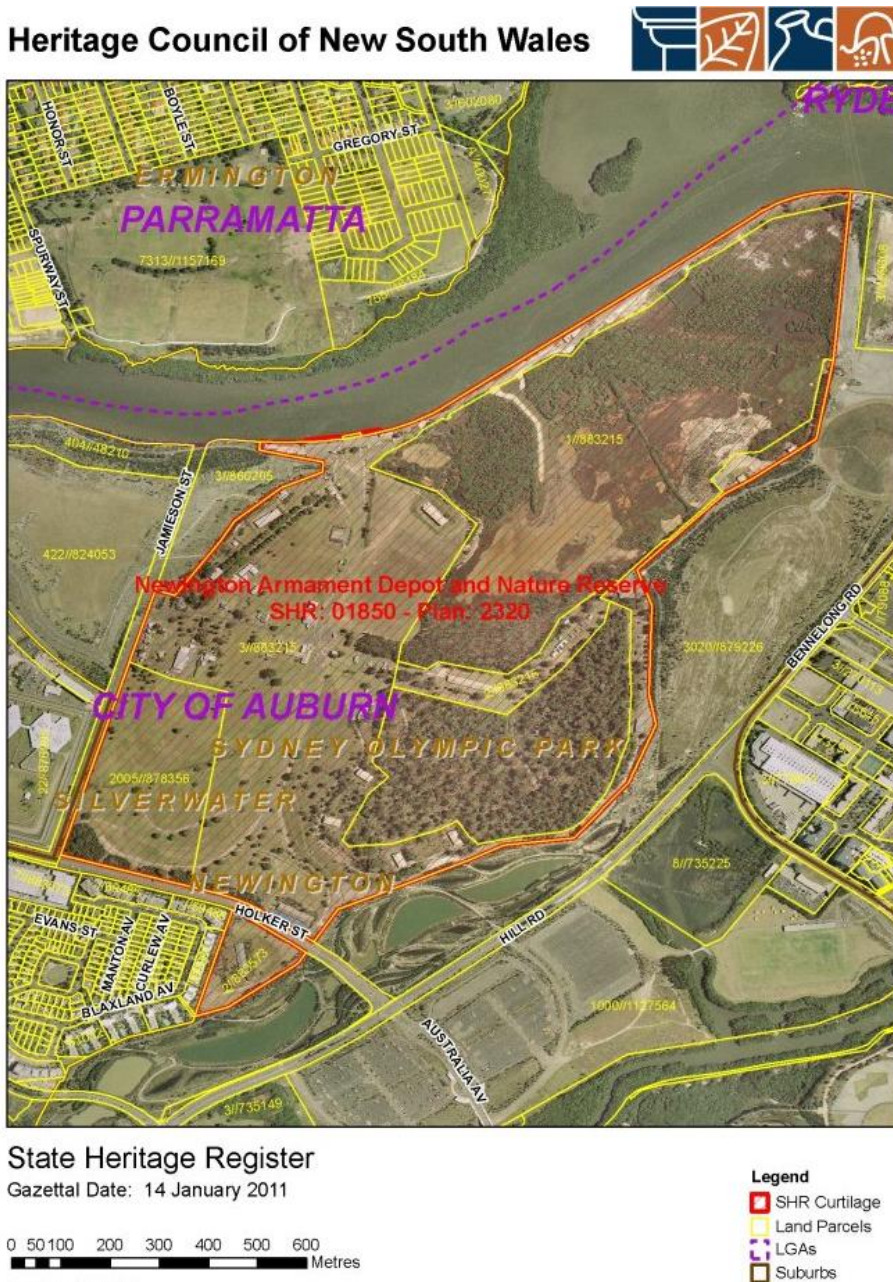 Heritage Council of New South Wales
RYDE
3//602080
HONOR ST
BOYLE ST
GREGORY ST
ERMINGTON
PARRAMATTA
7313//1157169
SPURWAY ST
404//48210
3//860205
1//883215
JAMIESON ST
422//824053
Newington Armament Depot and Nature Reserve
SHR: 01850 - Plan: 2320
3//883215
3020//879226
BENNELONG RD
CITY OF AUBURN
SYDNEY OLYMPIC PARK
2005//878356
SILVERWATER
8//735225
NEWINGTON
HOLKER ST
HILL RD
EVANS ST
MANTON AV
CURLEW AV
BLAXLAND AV
1000//1127564
AUSTRALIA AV
3//735149
State Heritage Register
Gazettal Date: 14 January 2011
0 50 100 200 300 400 500 600
Metres
Legend
SHR Curtilage
Land Parcels
LGAs
Suburbs